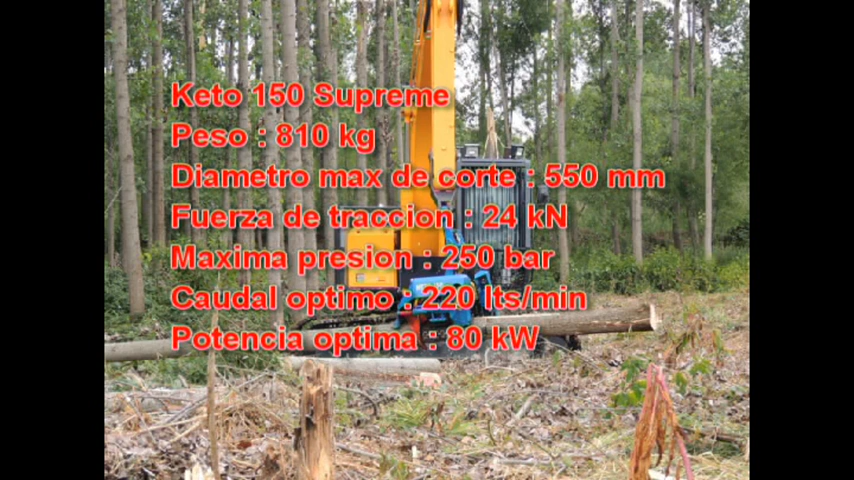 Keto 150 Supreme
Peso : 810 kg
Diametro max de corte : 550 mm
Fuerza de traccion : 24 kN
Maxima presion : 250 bar
Caudal optimo : 220 lts/min
Potencia optima : 80 kW